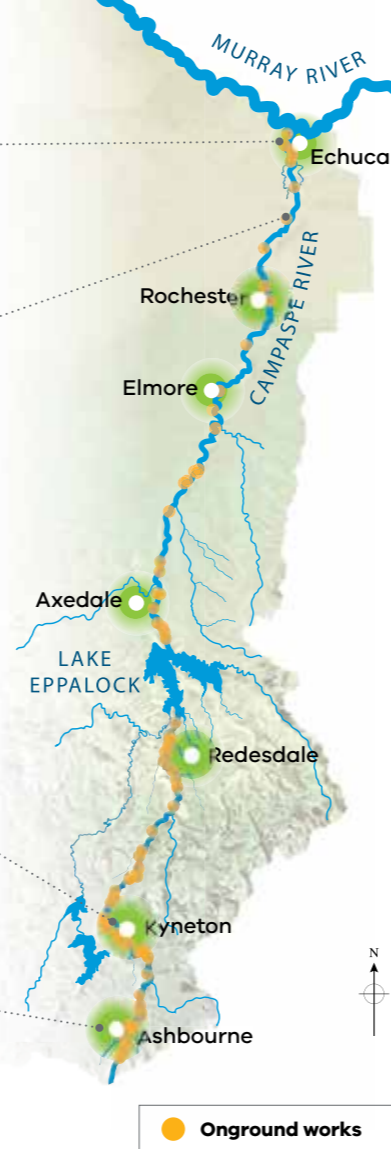 MURRAY RIVER
Echuca
Rochester
CAMPASPE RIVER
Elmore
Axedale
LAKE
EPPALOCK
Redesdale
Kyneton
N
Ashbourne
Onground works